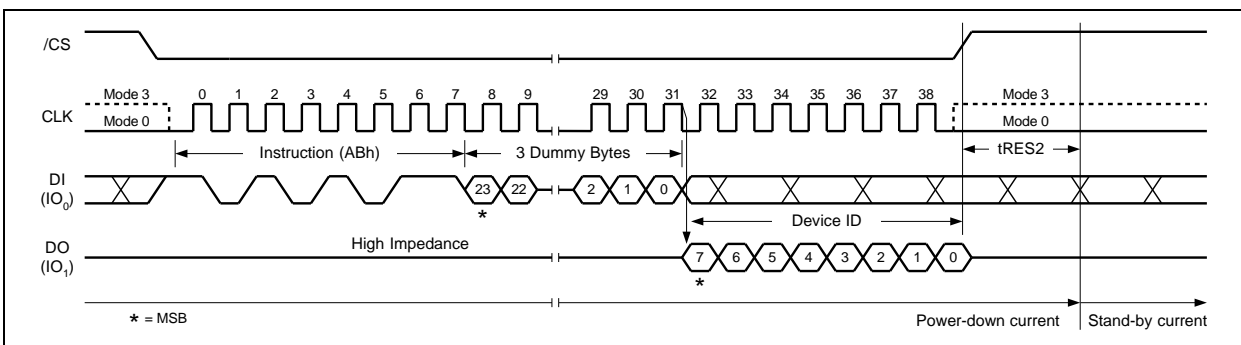 /CS
Mode 3 0 1 2 3 4 5 6 7 8 9 29 30 31 32 33 34 35 36 37 38 Mode 3
CLK
Mode 0 Mode 0
Instruction (ABh) 3 Dummy Bytes tRES2
DI
(IO0)
23 22 2 1 0
*
Device ID
High Impedance
DO
(IO1)
7 6 5 4 3 2 1 0
*
* = MSB
Power-down current Stand-by current